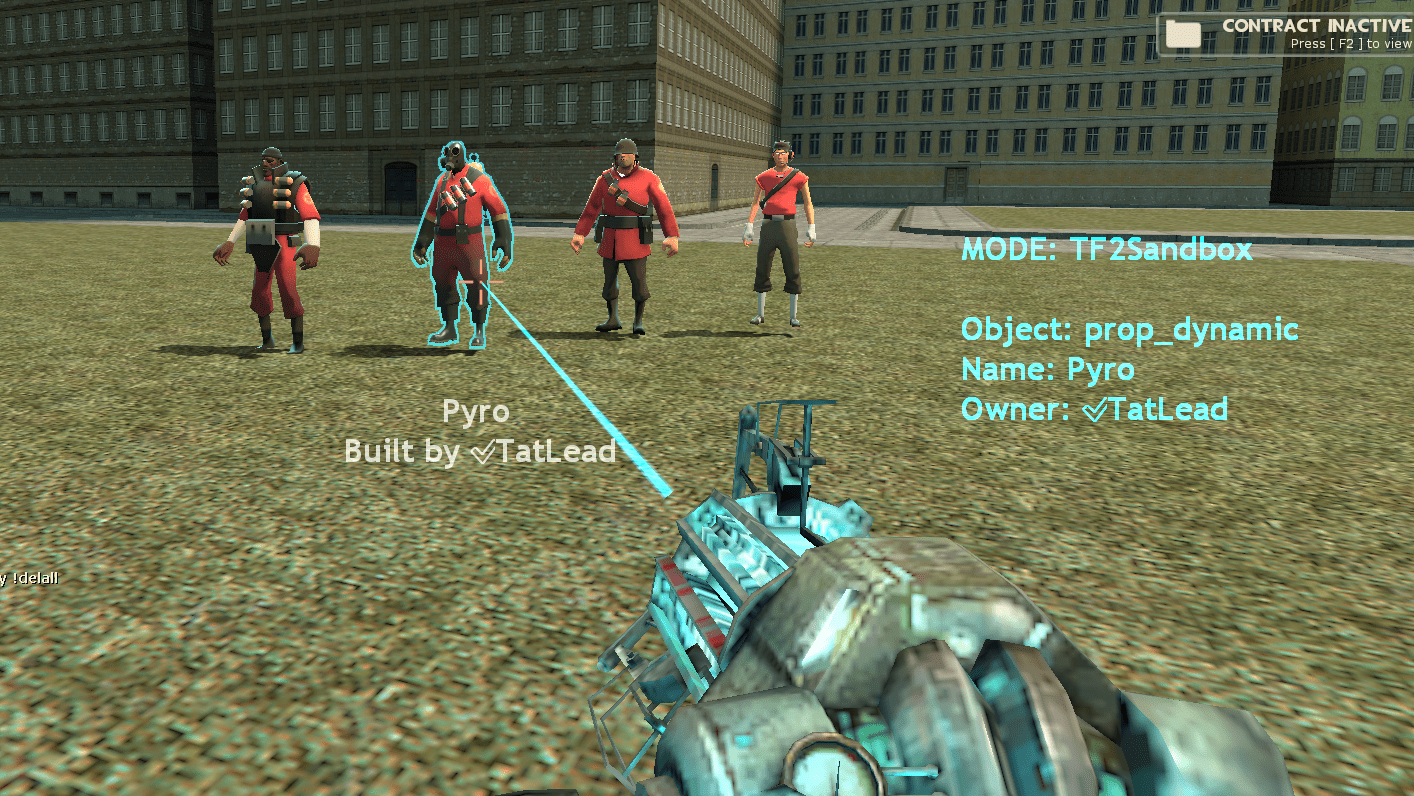 CONTRACT INACTIVE
Press [ F2 ] to view
MODE: TF2Sandbox
Object: prop_dynamic
Name: Pyro
Owner: ✓TatLead
Pyro
Built by ✓TatLead
y !delall